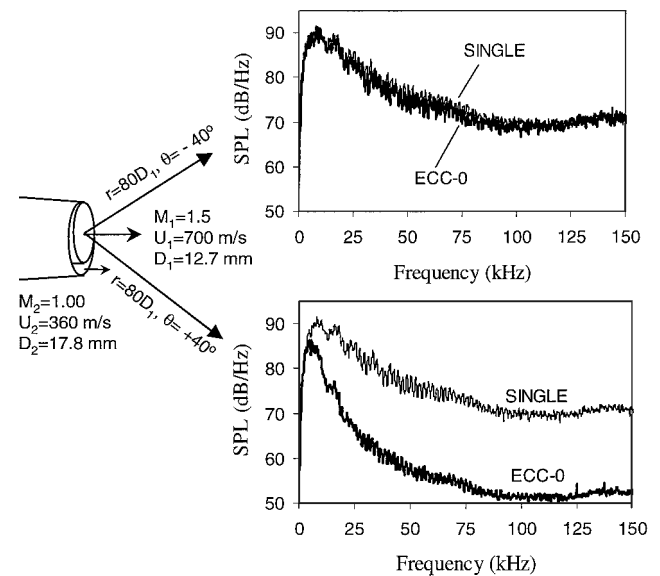 90
80
70
60
50
SPL (dB/Hz)
SINGLE
ECC-0
0 25 50 75 100 125 150
Frequency (kHz)
r=80D₁, θ= - 40º
M₁=1.5
U₁=700 m/s
D₁=12.7 mm
r=80D₁, θ= +40º
M₂=1.00
U₂=360 m/s
D₂=17.8 mm
90
80
70
60
50
SPL (dB/Hz)
SINGLE
ECC-0
0 25 50 75 100 125 150
Frequency (kHz)